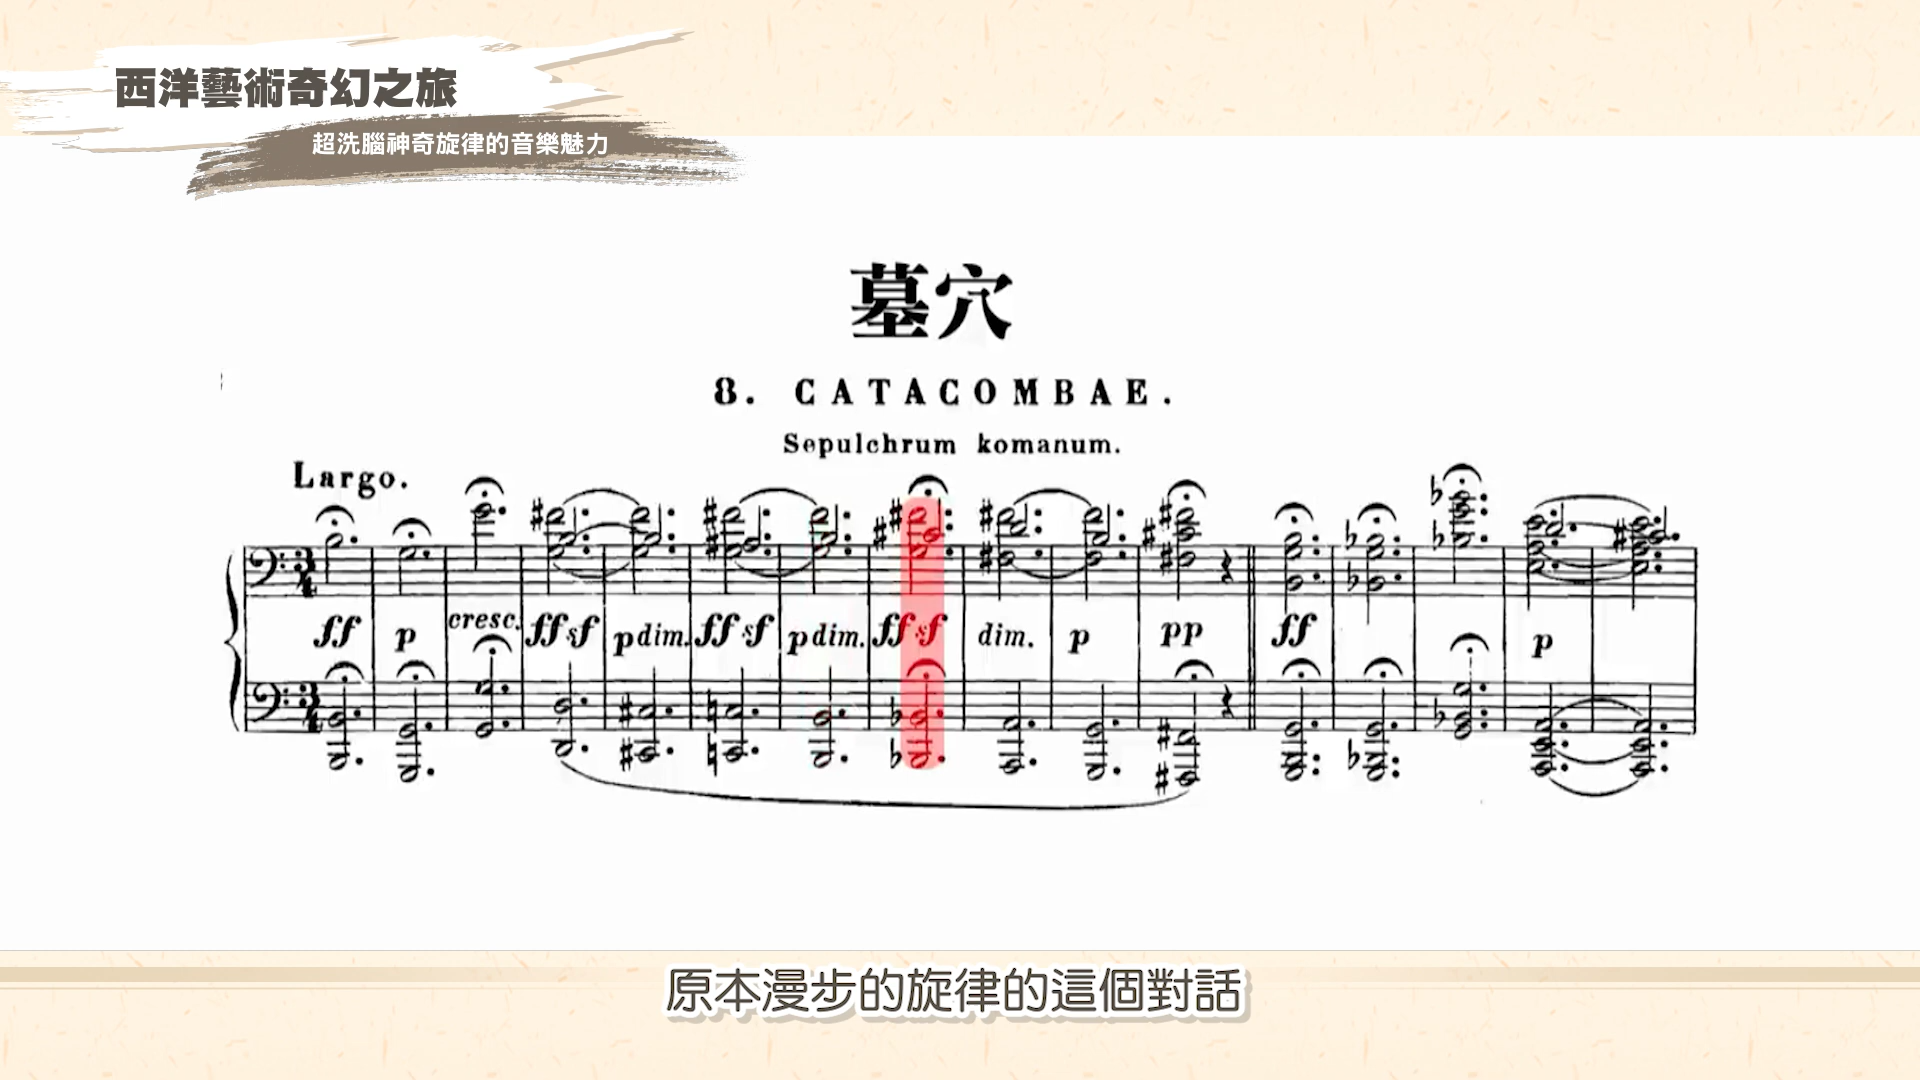 西洋藝術奇幻之旅
超洗腦神奇旋律的音樂魅力
墓穴
8. CATACOMBAE.
Sepulchrum komanum.
Largo.
ff p cresc. ff sf p dim. ff sf p dim. ff sf dim. p pp ff p
原本漫步的旋律的這個對話